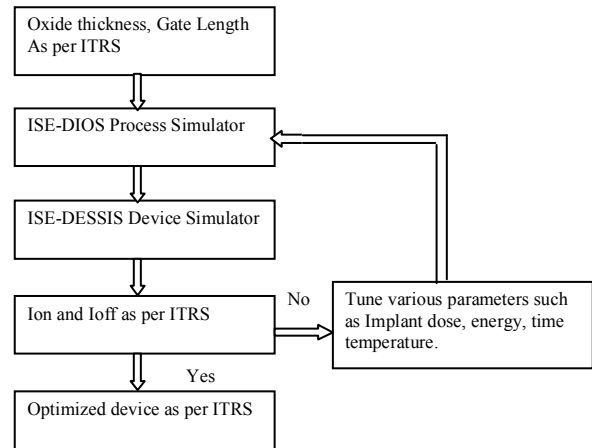 Oxide thickness, Gate Length
As per ITRS
ISE-DIOS Process Simulator
ISE-DESSIS Device Simulator
Ion and Ioff as per ITRS
No
Tune various parameters such
as Implant dose, energy, time
temperature.
Yes
Optimized device as per ITRS